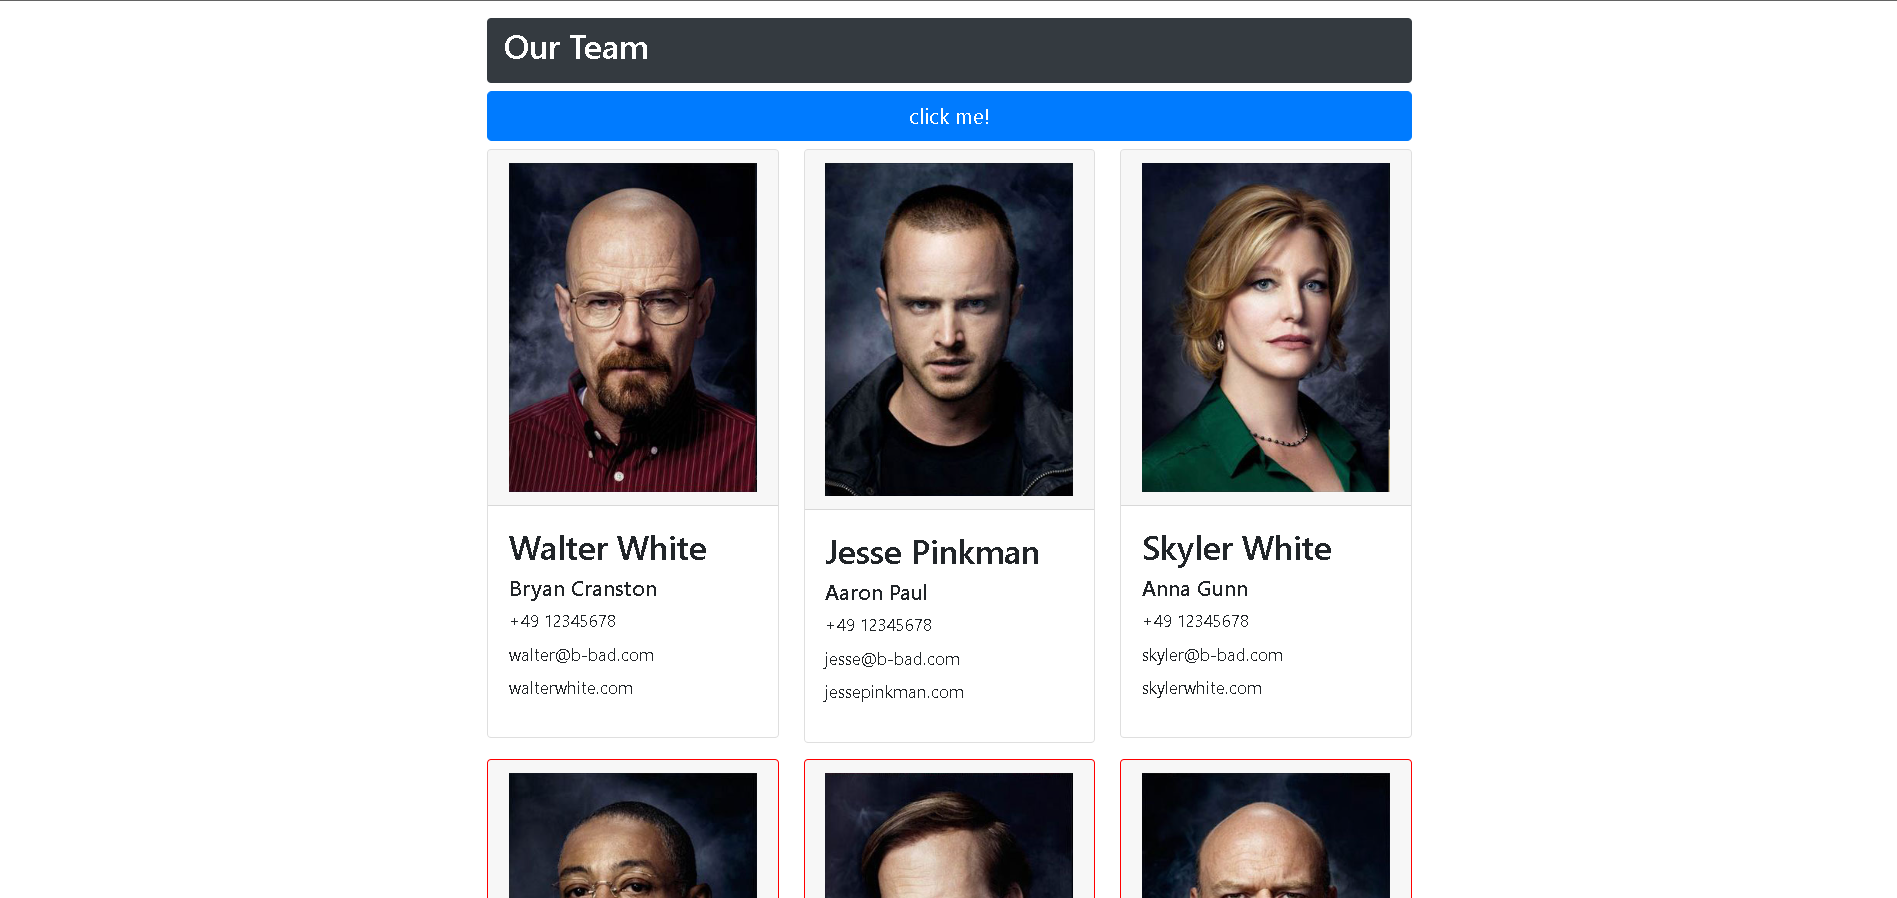 Our Team
click me!
Walter White
Bryan Cranston
+49 12345678
walter@b-bad.com
walterwhite.com
Jesse Pinkman
Aaron Paul
+49 12345678
jesse@b-bad.com
jessepinkman.com
Skyler White
Anna Gunn
+49 12345678
skyler@b-bad.com
skylerwhite.com